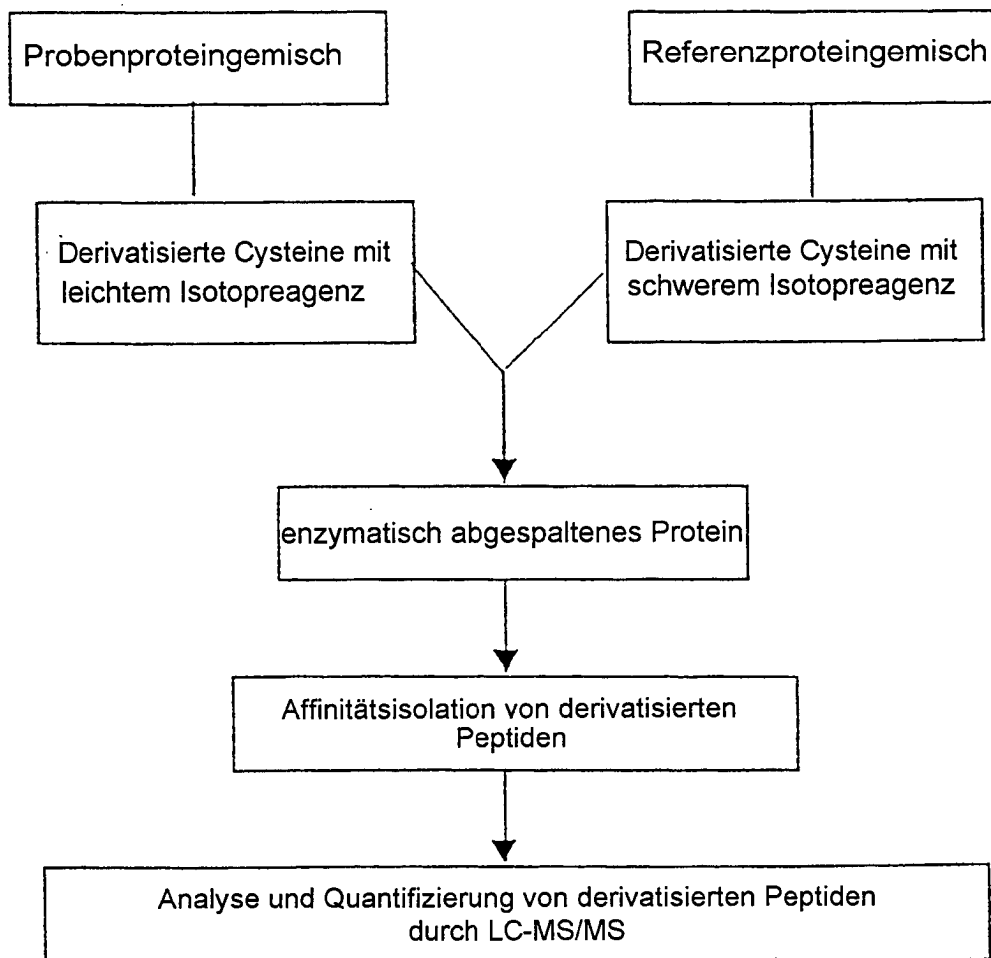 Probenproteingemisch
Referenzproteingemisch
Derivatisierte Cysteine mit
leichtem Isotopreagenz
Derivatisierte Cysteine mit
schwerem Isotopreagenz
enzymatisch abgespaltenes Protein
Affinitätsisolation von derivatisierten
Peptiden
Analyse und Quantifizierung von derivatisierten Peptiden
durch LC-MS/MS